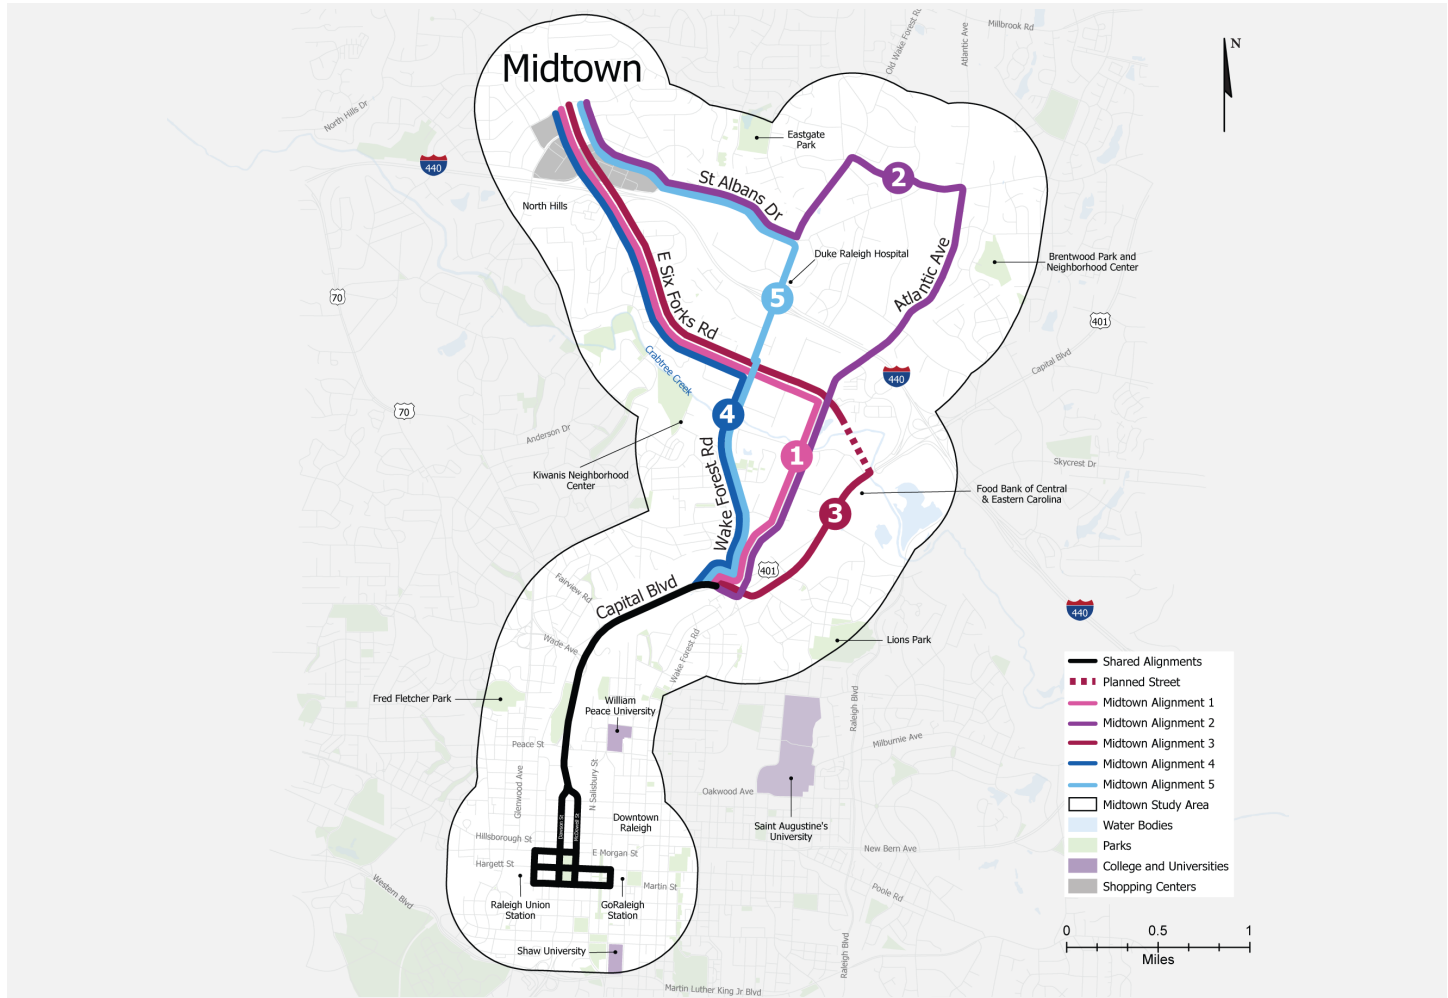 Midtown
N
Old Wake Forest Rd
Atlantic Ave
Millbrook Rd
North Hills Dr
440
Eastgate
Park
2
St Albans Dr
North Hills
Duke Raleigh Hospital
Atlantic Ave
Brentwood Park and
Neighborhood Center
E Six Forks Rd
5
70
401
Crabtree Creek
Capital Blvd
440
70
4
Anderson Dr
1
Wake Forest Rd
Skycrest Dr
Kiwanis Neighborhood
Center
Food Bank of Central
& Eastern Carolina
3
401
Fairview Rd
Capital Blvd
440
Wade Ave
Wake Forest Rd
Lions Park
Fred Fletcher Park
William
Peace University
Raleigh Blvd
Peace St
Milburnie Ave
Glenwood Ave
N Salisbury St
Oakwood Ave
Downtown
Raleigh
Dawson St
McDowell St
Saint Augustine's
University
Hillsborough St
E Morgan St
New Bern Ave
Hargett St
Martin St
Western Blvd
Poole Rd
Raleigh Union
Station
GoRaleigh
Station
Shaw University
Raleigh Blvd
Martin Luther King Jr Blvd
Shared Alignments
Planned Street
Midtown Alignment 1
Midtown Alignment 2
Midtown Alignment 3
Midtown Alignment 4
Midtown Alignment 5
Midtown Study Area
Water Bodies
Parks
College and Universities
Shopping Centers
0 0.5 1
Miles